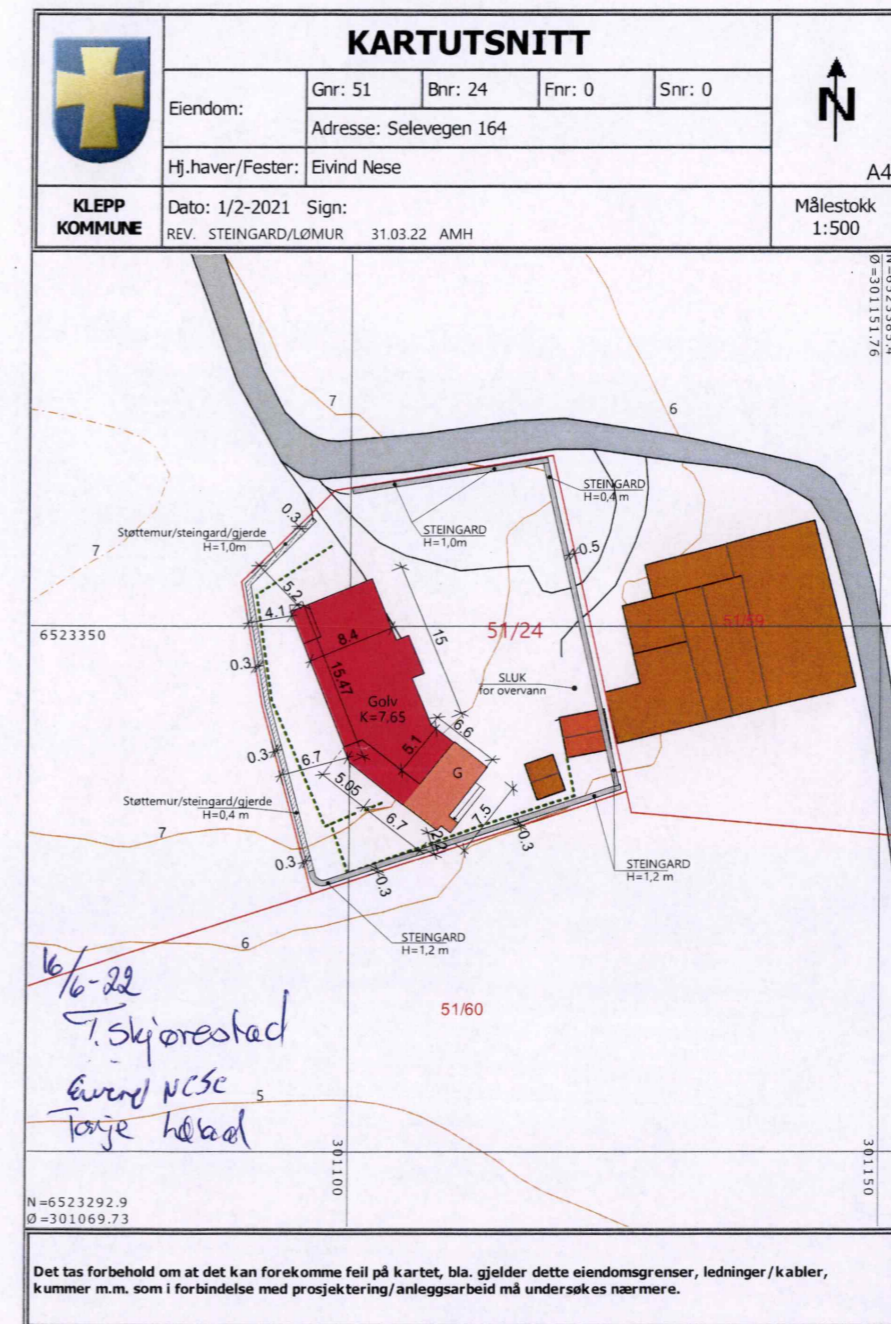 KARTUTSNITT
Eiendom:
Gnr: 51
Bnr: 24
Fnr: 0
Snr: 0
Adresse: Selevegen 164
Hj.haver/Fester:
Eivind Nese
N
A4
KLEPP
KOMMUNE
Dato: 1/2-2021 Sign:
REV. STEINGARD/LØMUR 31.03.22 AMH
Målestokk
1:500
Ø=301151.76
7
6
STEINGARD
H=0,4 m
0.3
STEINGARD
H=1,0m
Støttemur/steingard/gjerde
H=1,0m
7
0.5
5.2
4.1
15
6523350
8.4
51/24
51/59
0.3
15.47
SLUK
for overvann
Golv
K=7,65
6.6
5.1
0.3
6.7
G
5.05
Støttemur/steingard/gjerde
H=0,4 m
7
6.7
7.5
2.2
0.3
0.3
0.3
STEINGARD
H=1,2 m
STEINGARD
H=1,2 m
6
16/6-22
T. Skjørestad
51/60
Eivind Nese
5
Tonje
301100
301150
N=6523292.9
Ø=301069.73
Det tas forbehold om at det kan forekomme feil på kartet, bla. gjelder dette eiendomsgrenser, ledninger/kabler,
kummer m.m. som i forbindelse med prosjektering/anleggsarbeid må undersøkes nærmere.